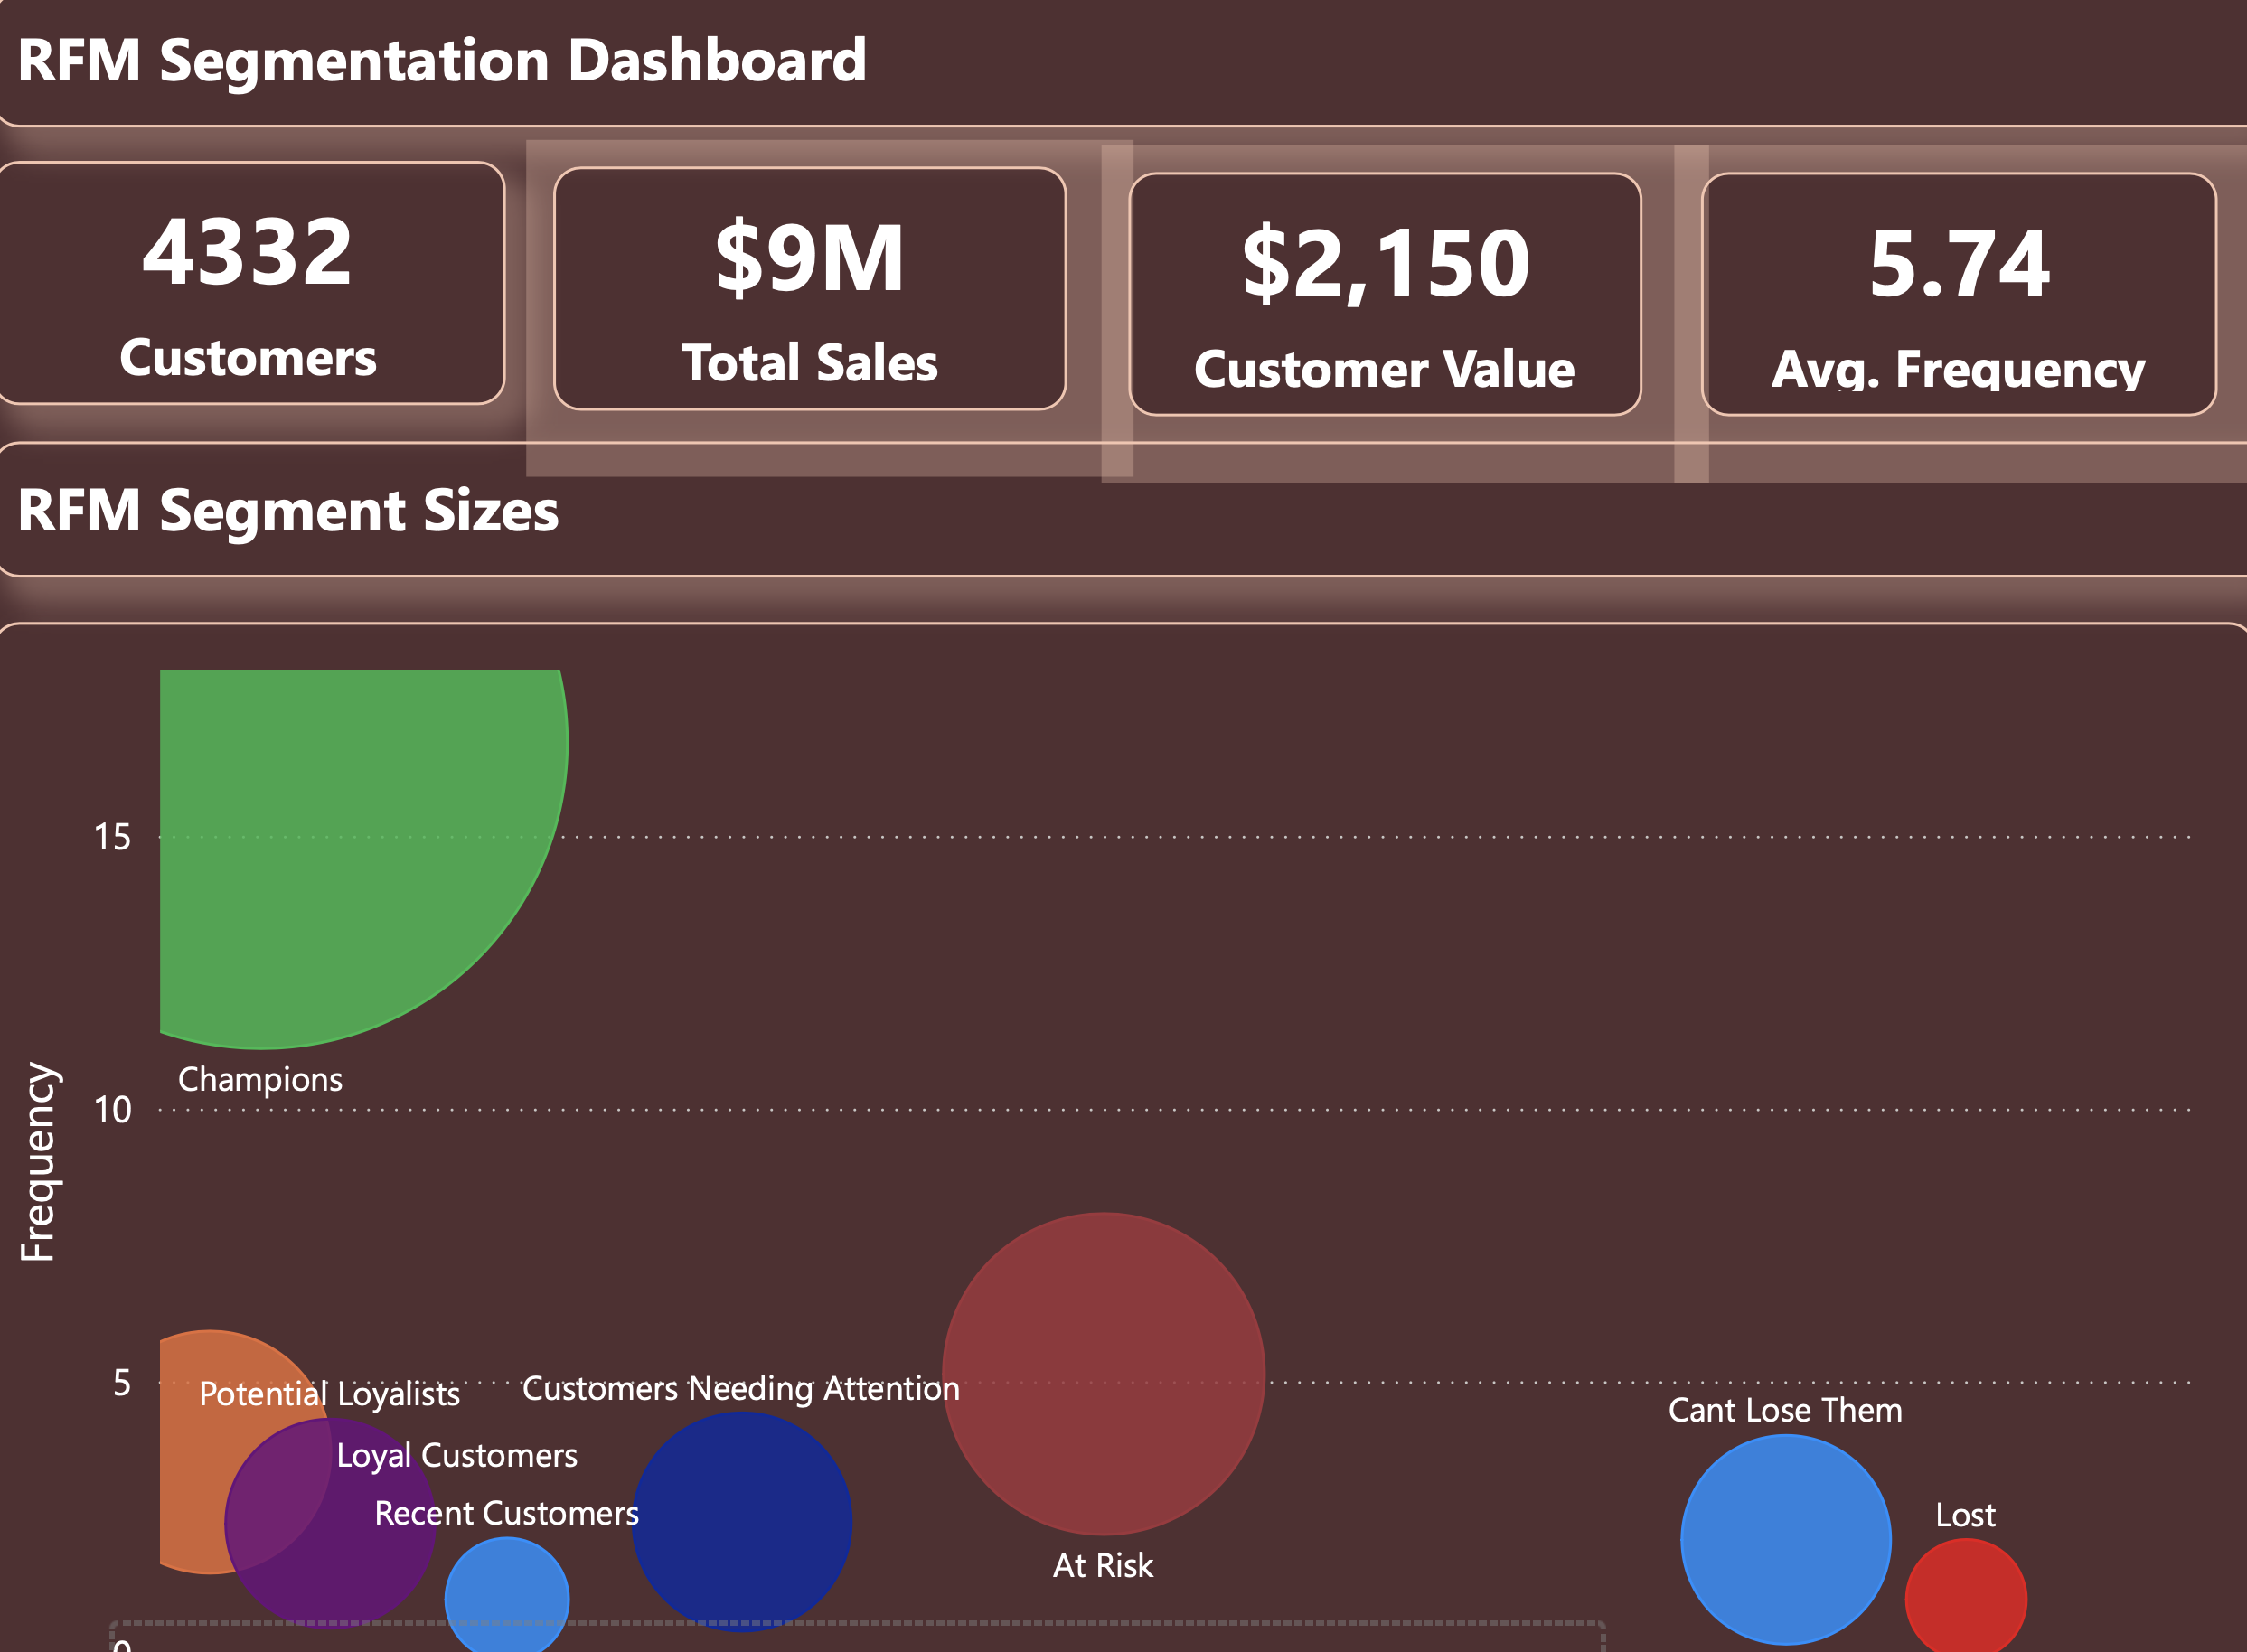 RFM Segmentation Dashboard
4332
Customers
$9M
Total Sales
$2,150
Customer Value
5.74
Avg. Frequency
RFM Segment Sizes
15
Champions
10
Frequency
5
Potential Loyalists
Customers Needing Attention
Cant Lose Them
Loyal Customers
Recent Customers
Lost
At Risk
0